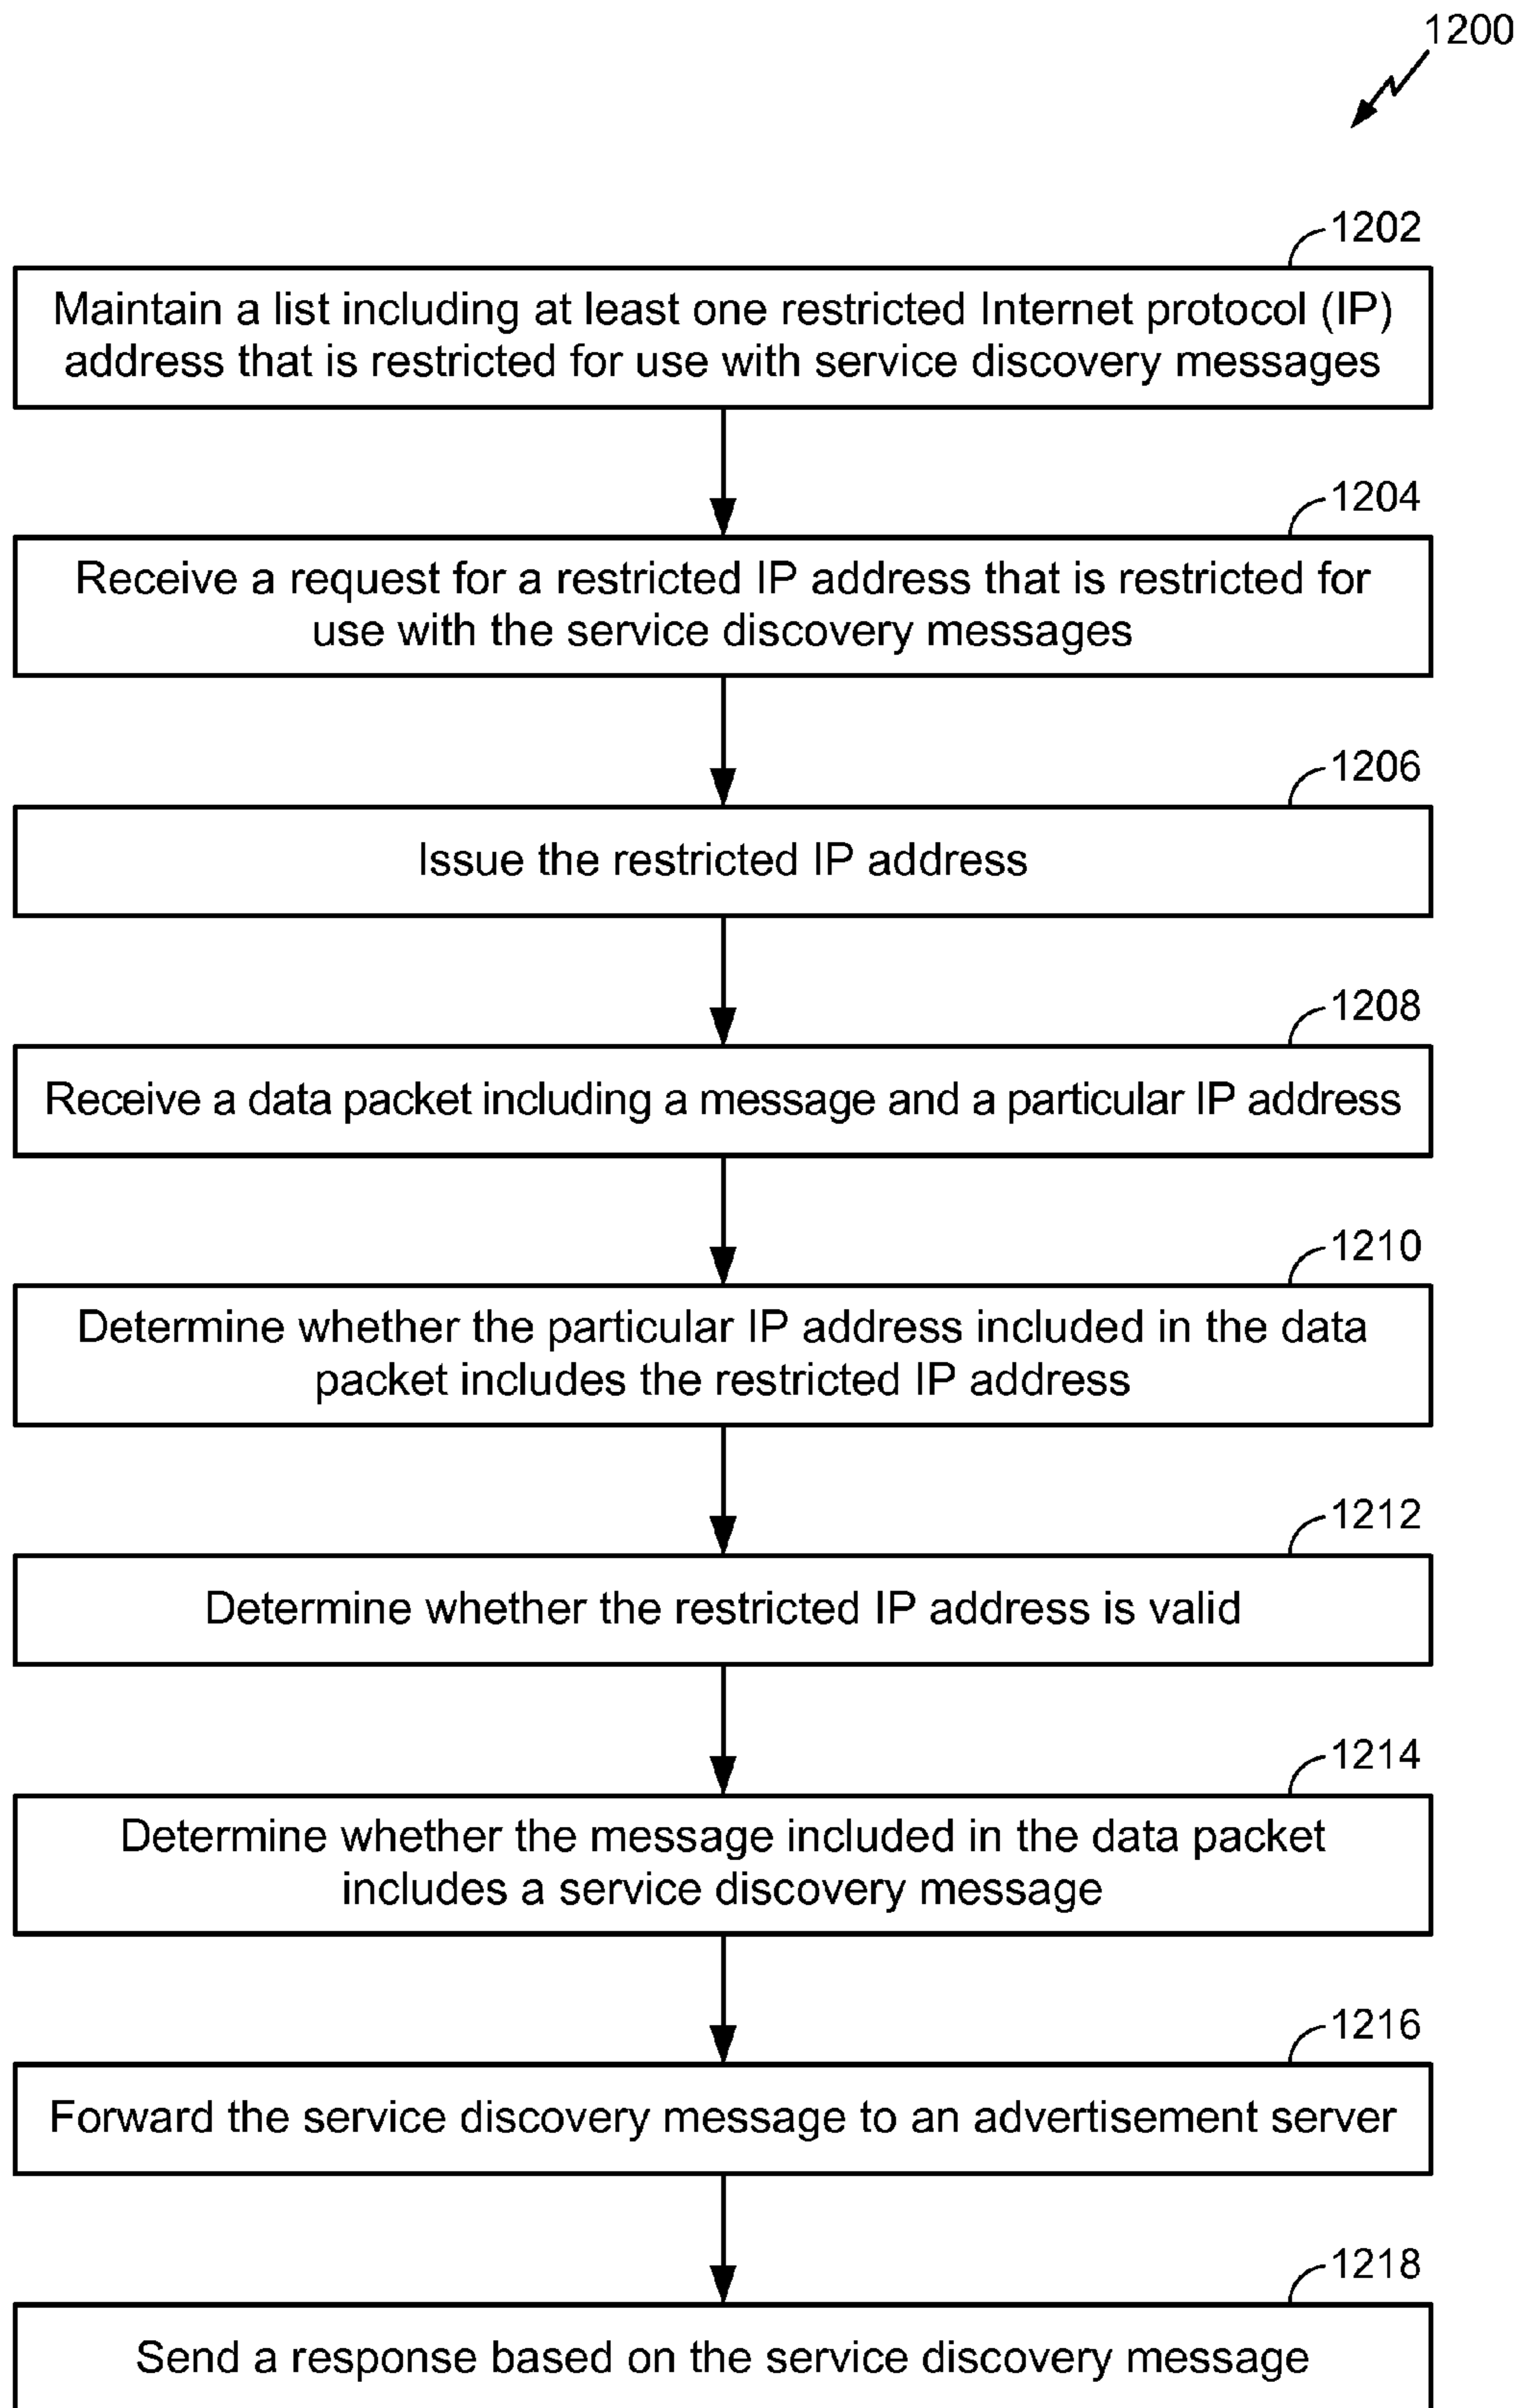 1200
1202
Maintain a list including at least one restricted Internet protocol (IP)
address that is restricted for use with service discovery messages
1204
Receive a request for a restricted IP address that is restricted for
use with the service discovery messages
1206
Issue the restricted IP address
1208
Receive a data packet including a message and a particular IP address
1210
Determine whether the particular IP address included in the data
packet includes the restricted IP address
1212
Determine whether the restricted IP address is valid
1214
Determine whether the message included in the data packet
includes a service discovery message
1216
Forward the service discovery message to an advertisement server
1218
Send a response based on the service discovery message